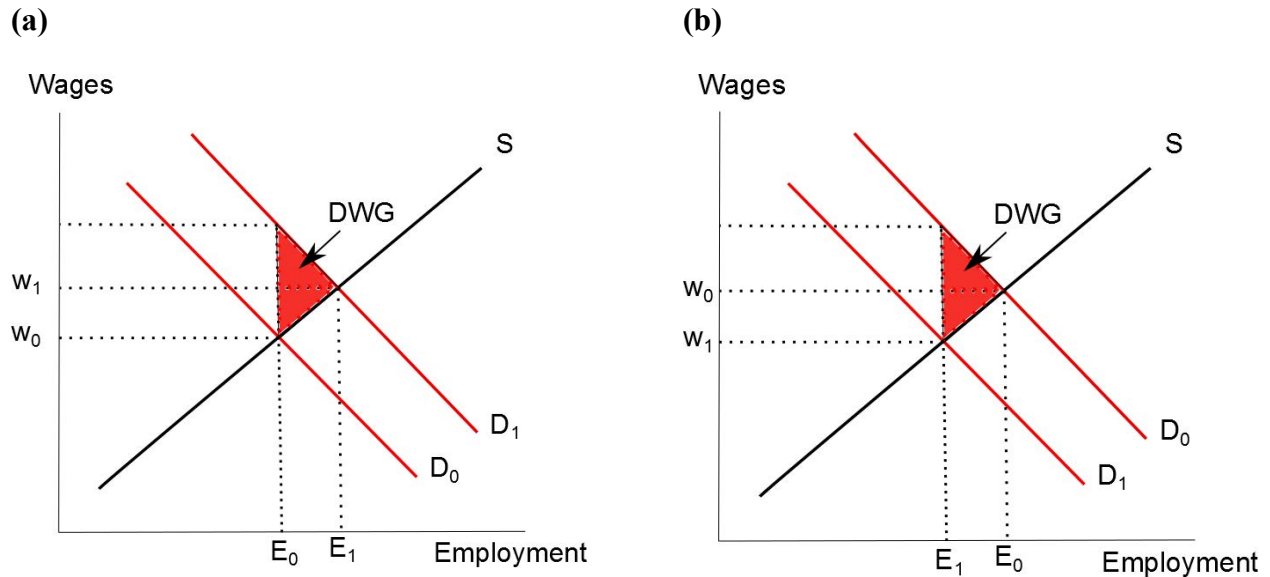 (a)
Wages
S
DWG
w₁
w₀
D₁
D₀
E₀ E₁ Employment
(b)
Wages
S
DWG
w₀
w₁
D₀
D₁
E₁ E₀ Employment